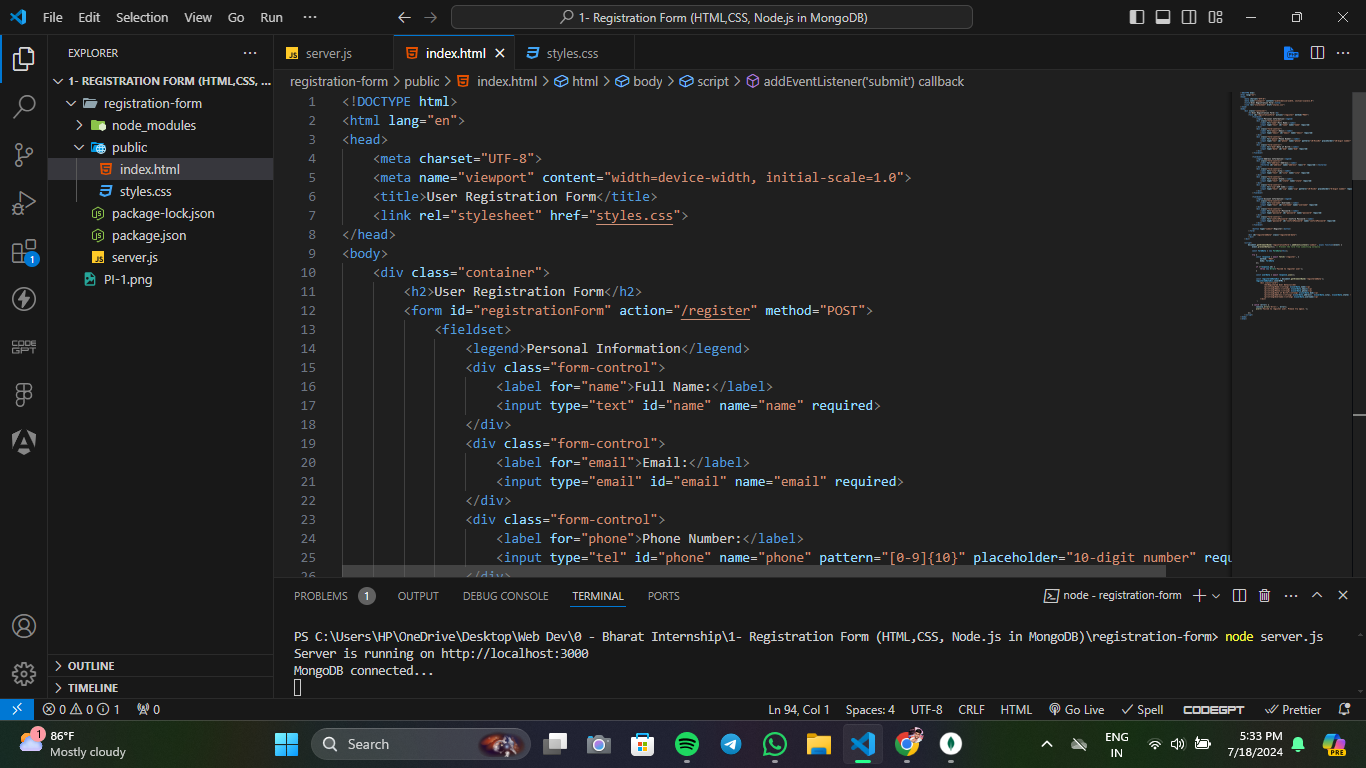 File Edit Selection View Go Run ···
1- Registration Form (HTML,CSS, Node.js in MongoDB)
EXPLORER ···
1- REGISTRATION FORM (HTML,CSS, ...
registration-form
node_modules
public
index.html
styles.css
package-lock.json
package.json
JS server.js
PI-1.png
OUTLINE
TIMELINE
1
CODE
GPT
JS server.js
index.html
styles.css
registration-form > public > index.html > html > body > script > addEventListener('submit') callback
1 <!DOCTYPE html>
2 <html lang="en">
3 <head>
4 <meta charset="UTF-8">
5 <meta name="viewport" content="width=device-width, initial-scale=1.0">
6 <title>User Registration Form</title>
7 <link rel="stylesheet" href="styles.css">
8 </head>
9 <body>
10 <div class="container">
11 <h2>User Registration Form</h2>
12 <form id="registrationForm" action="/register" method="POST">
13 <fieldset>
14 <legend>Personal Information</legend>
15 <div class="form-control">
16 <label for="name">Full Name:</label>
17 <input type="text" id="name" name="name" required>
18 </div>
19 <div class="form-control">
20 <label for="email">Email:</label>
21 <input type="email" id="email" name="email" required>
22 </div>
23 <div class="form-control">
24 <label for="phone">Phone Number:</label>
25 <input type="tel" id="phone" name="phone" pattern="[0-9]{10}" placeholder="10-digit number" requ
26 </div>
PROBLEMS 1 OUTPUT DEBUG CONSOLE TERMINAL PORTS
node - registration-form
PS C:\Users\HP\OneDrive\Desktop\Web Dev\0 - Bharat Internship\1- Registration Form (HTML,CSS, Node.js in MongoDB)\registration-form> node server.js
Server is running on http://localhost:3000
MongoDB connected...
0 0 1 0
Ln 94, Col 1 Spaces: 4 UTF-8 CRLF HTML Go Live Spell CODEGPT Prettier
1
86°F
Mostly cloudy
Search
ENG
IN
5:33 PM
7/18/2024
PRE